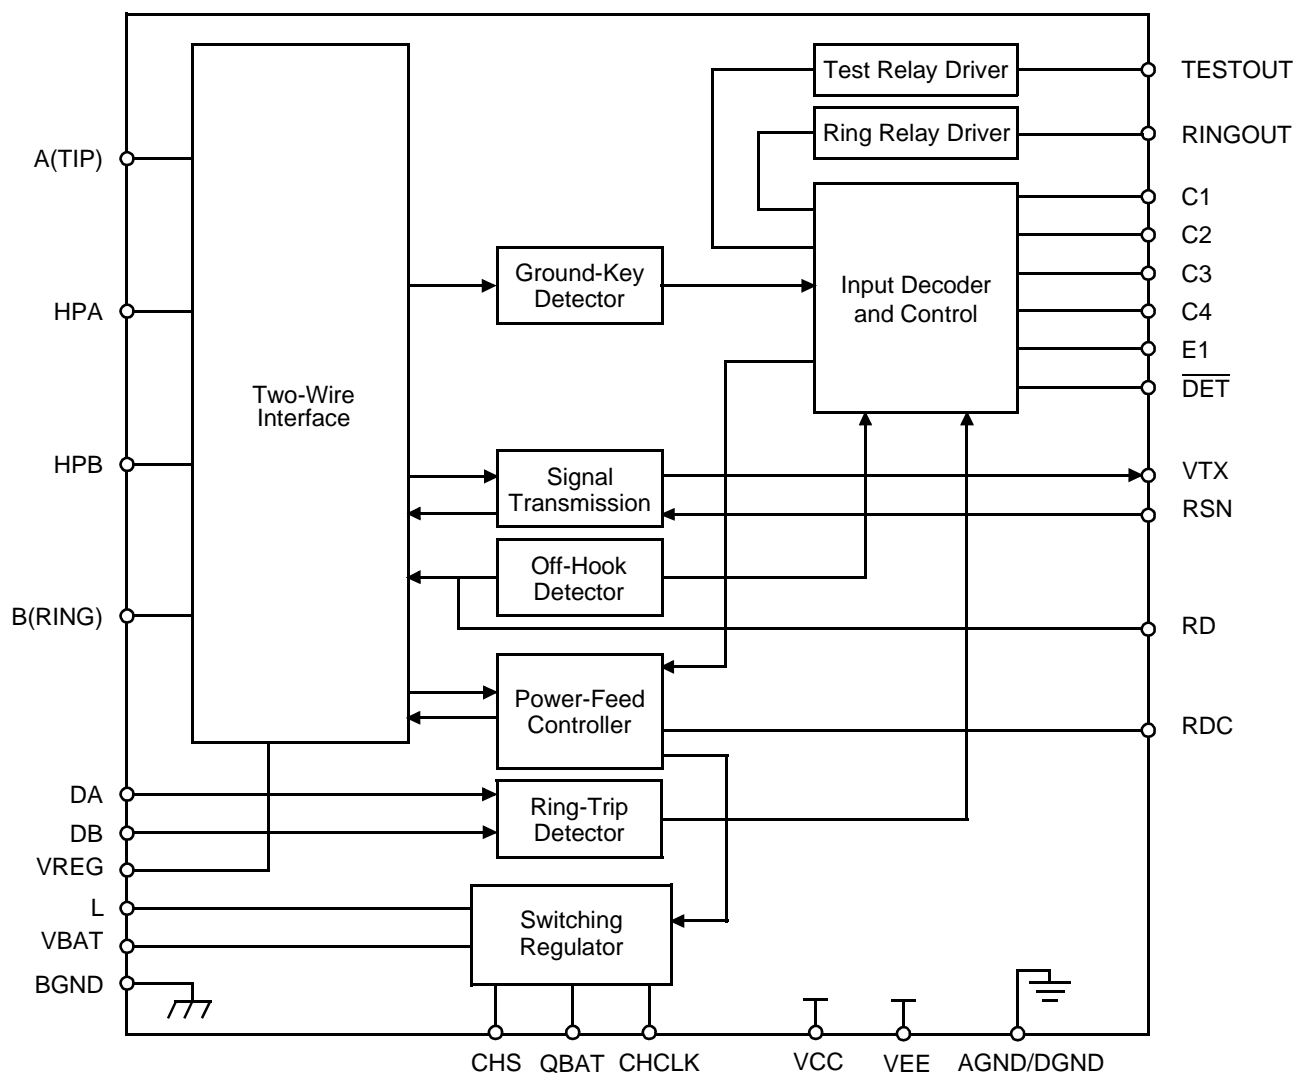 Test Relay Driver
TESTOUT
Ring Relay Driver
RINGOUT
A(TIP)
C1
C2
Ground-Key
Detector
Input Decoder
and Control
C3
HPA
C4
E1
Two-Wire
Interface
DET
HPB
Signal
Transmission
VTX
RSN
Off-Hook
Detector
B(RING)
RD
Power-Feed
Controller
RDC
DA
Ring-Trip
Detector
DB
VREG
L
Switching
Regulator
VBAT
BGND
CHS
QBAT
CHCLK
VCC
VEE
AGND/DGND